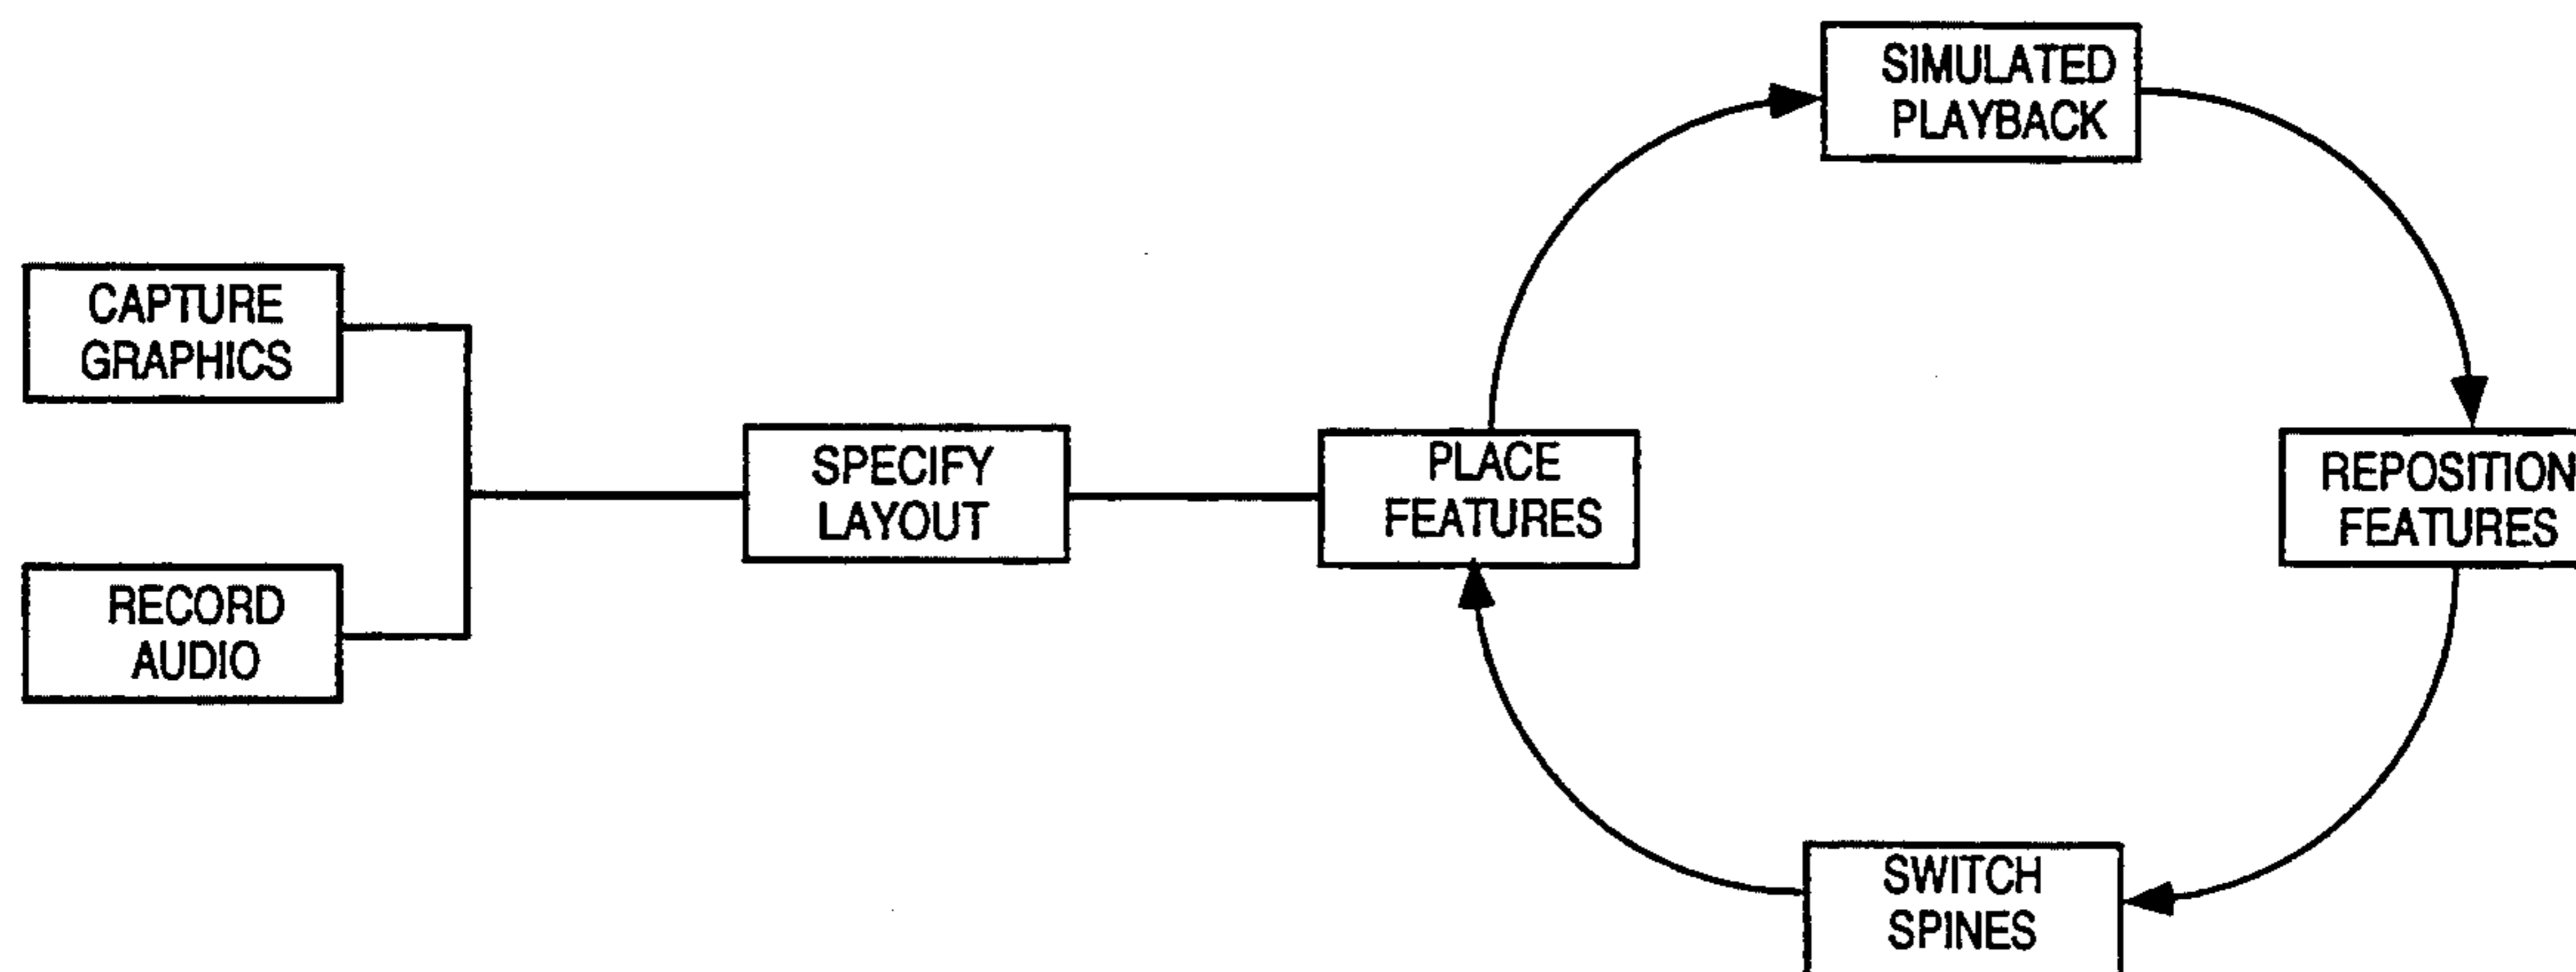 CAPTURE
GRAPHICS
RECORD
AUDIO
SPECIFY
LAYOUT
PLACE
FEATURES
SIMULATED
PLAYBACK
REPOSITION
FEATURES
SWITCH
SPINES